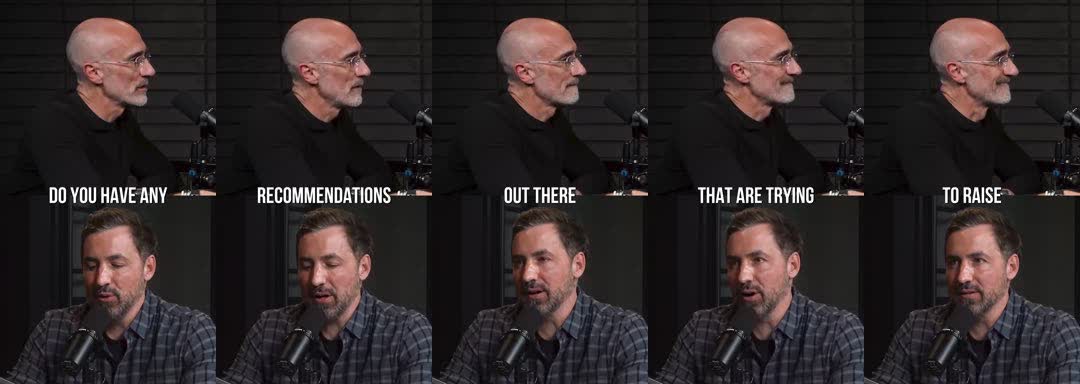 DO YOU HAVE ANY
RECOMMENDATIONS
OUT THERE
THAT ARE TRYING
TO RAISE